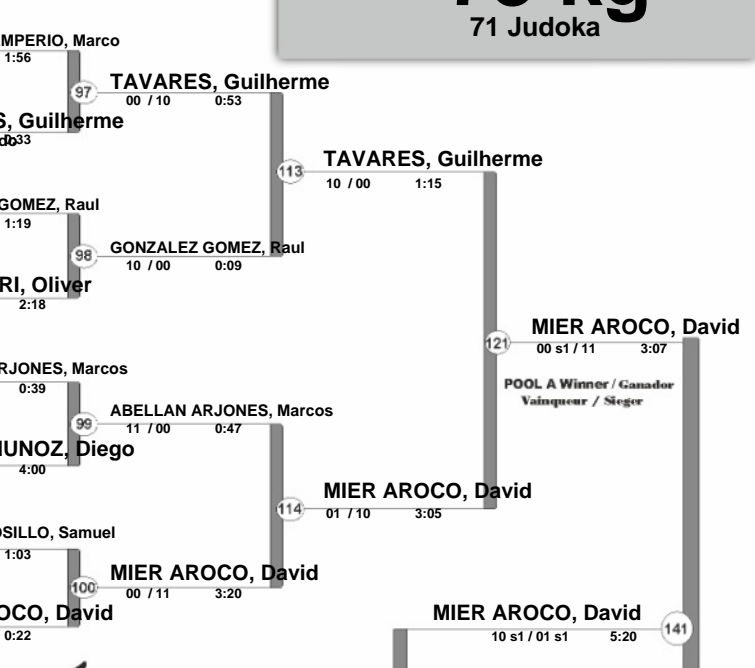 kg
71 Judoka
MPERIO, Marco
1:56
97
TAVARES, Guilherme
00 / 10 0:53
S, Guilherme
0:33
113
TAVARES, Guilherme
10 / 00 1:15
GOMEZ, Raul
1:19
98
GONZALEZ GOMEZ, Raul
10 / 00 0:09
RI, Oliver
2:18
121
MIER AROCO, David
00 s1 / 11 3:07
POOL A Winner / Ganador
Vainqueur / Sieger
RJONES, Marcos
0:39
99
ABELLAN ARJONES, Marcos
11 / 00 0:47
UNOZ, Diego
4:00
114
MIER AROCO, David
01 / 10 3:05
OSILLO, Samuel
1:03
100
MIER AROCO, David
00 / 11 3:20
OCO, David
0:22
MIER AROCO, David
10 s1 / 01 s1 5:20
141